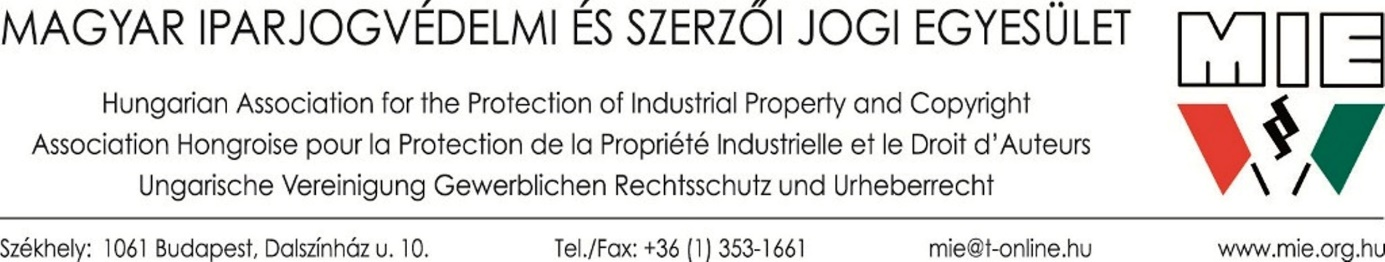 MAGYAR IPARJOGVÉDELMI ÉS SZERZŐI JOGI EGYESÜLET
MIE
Hungarian Association for the Protection of Industrial Property and Copyright
Association Hongroise pour la Protection de la Propriété Industrielle et le Droit d'Auteurs
Ungarische Vereinigung Gewerblichen Rechtsschutz und Urheberrecht
Székhely: 1061 Budapest, Dalszínház u. 10. Tel./Fax: +36 (1) 353-1661 mie@t-online.hu www.mie.org.hu